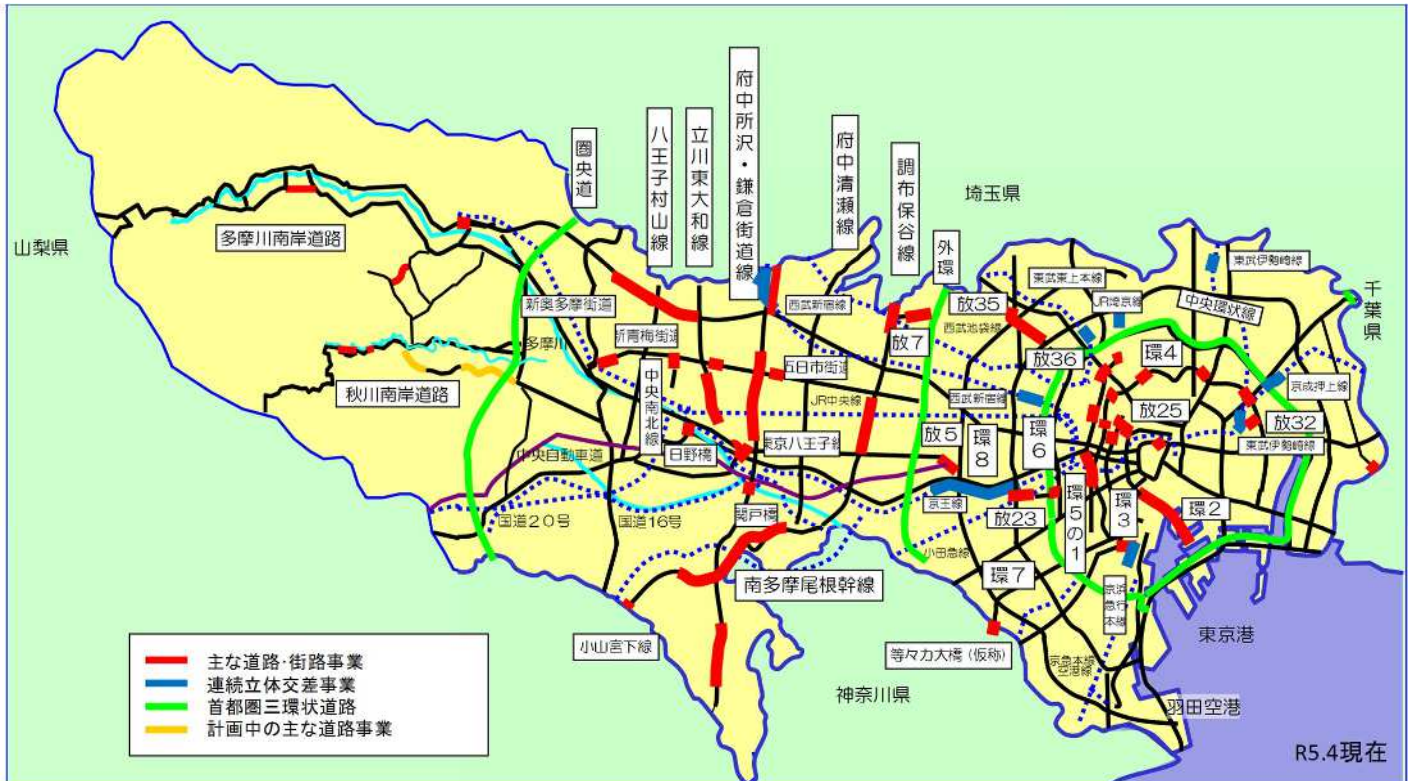 圏央道
八王子村山線
立川東大和線
府中所沢・鎌倉街道線
府中清瀬線
調布保谷線
外環
埼玉県
山梨県
千葉県
多摩川南岸道路
新奥多摩街道
新青梅街道
西武新宿線
東武東上本線
JR埼京線
東武伊勢崎線
中央環状線
放35
西武池袋線
放7
放36
環4
京成押上線
多摩川
五日市街道
秋川南岸道路
中央南北線
JR中央線
西武新宿線
放25
放32
東武伊勢崎線
放5
環8
環6
日野橋
東京八王子線
中央自動車道
京王線
国道20号
国道16号
関戸橋
放23
環5の1
環3
環2
小田急線
環7
南多摩尾根幹線
京浜急行本線
小山宮下線
等々力大橋(仮称)
東京港
京急本線
空港線
神奈川県
羽田空港
主な道路・街路事業
連続立体交差事業
首都圏三環状道路
計画中の主な道路事業
R5.4現在